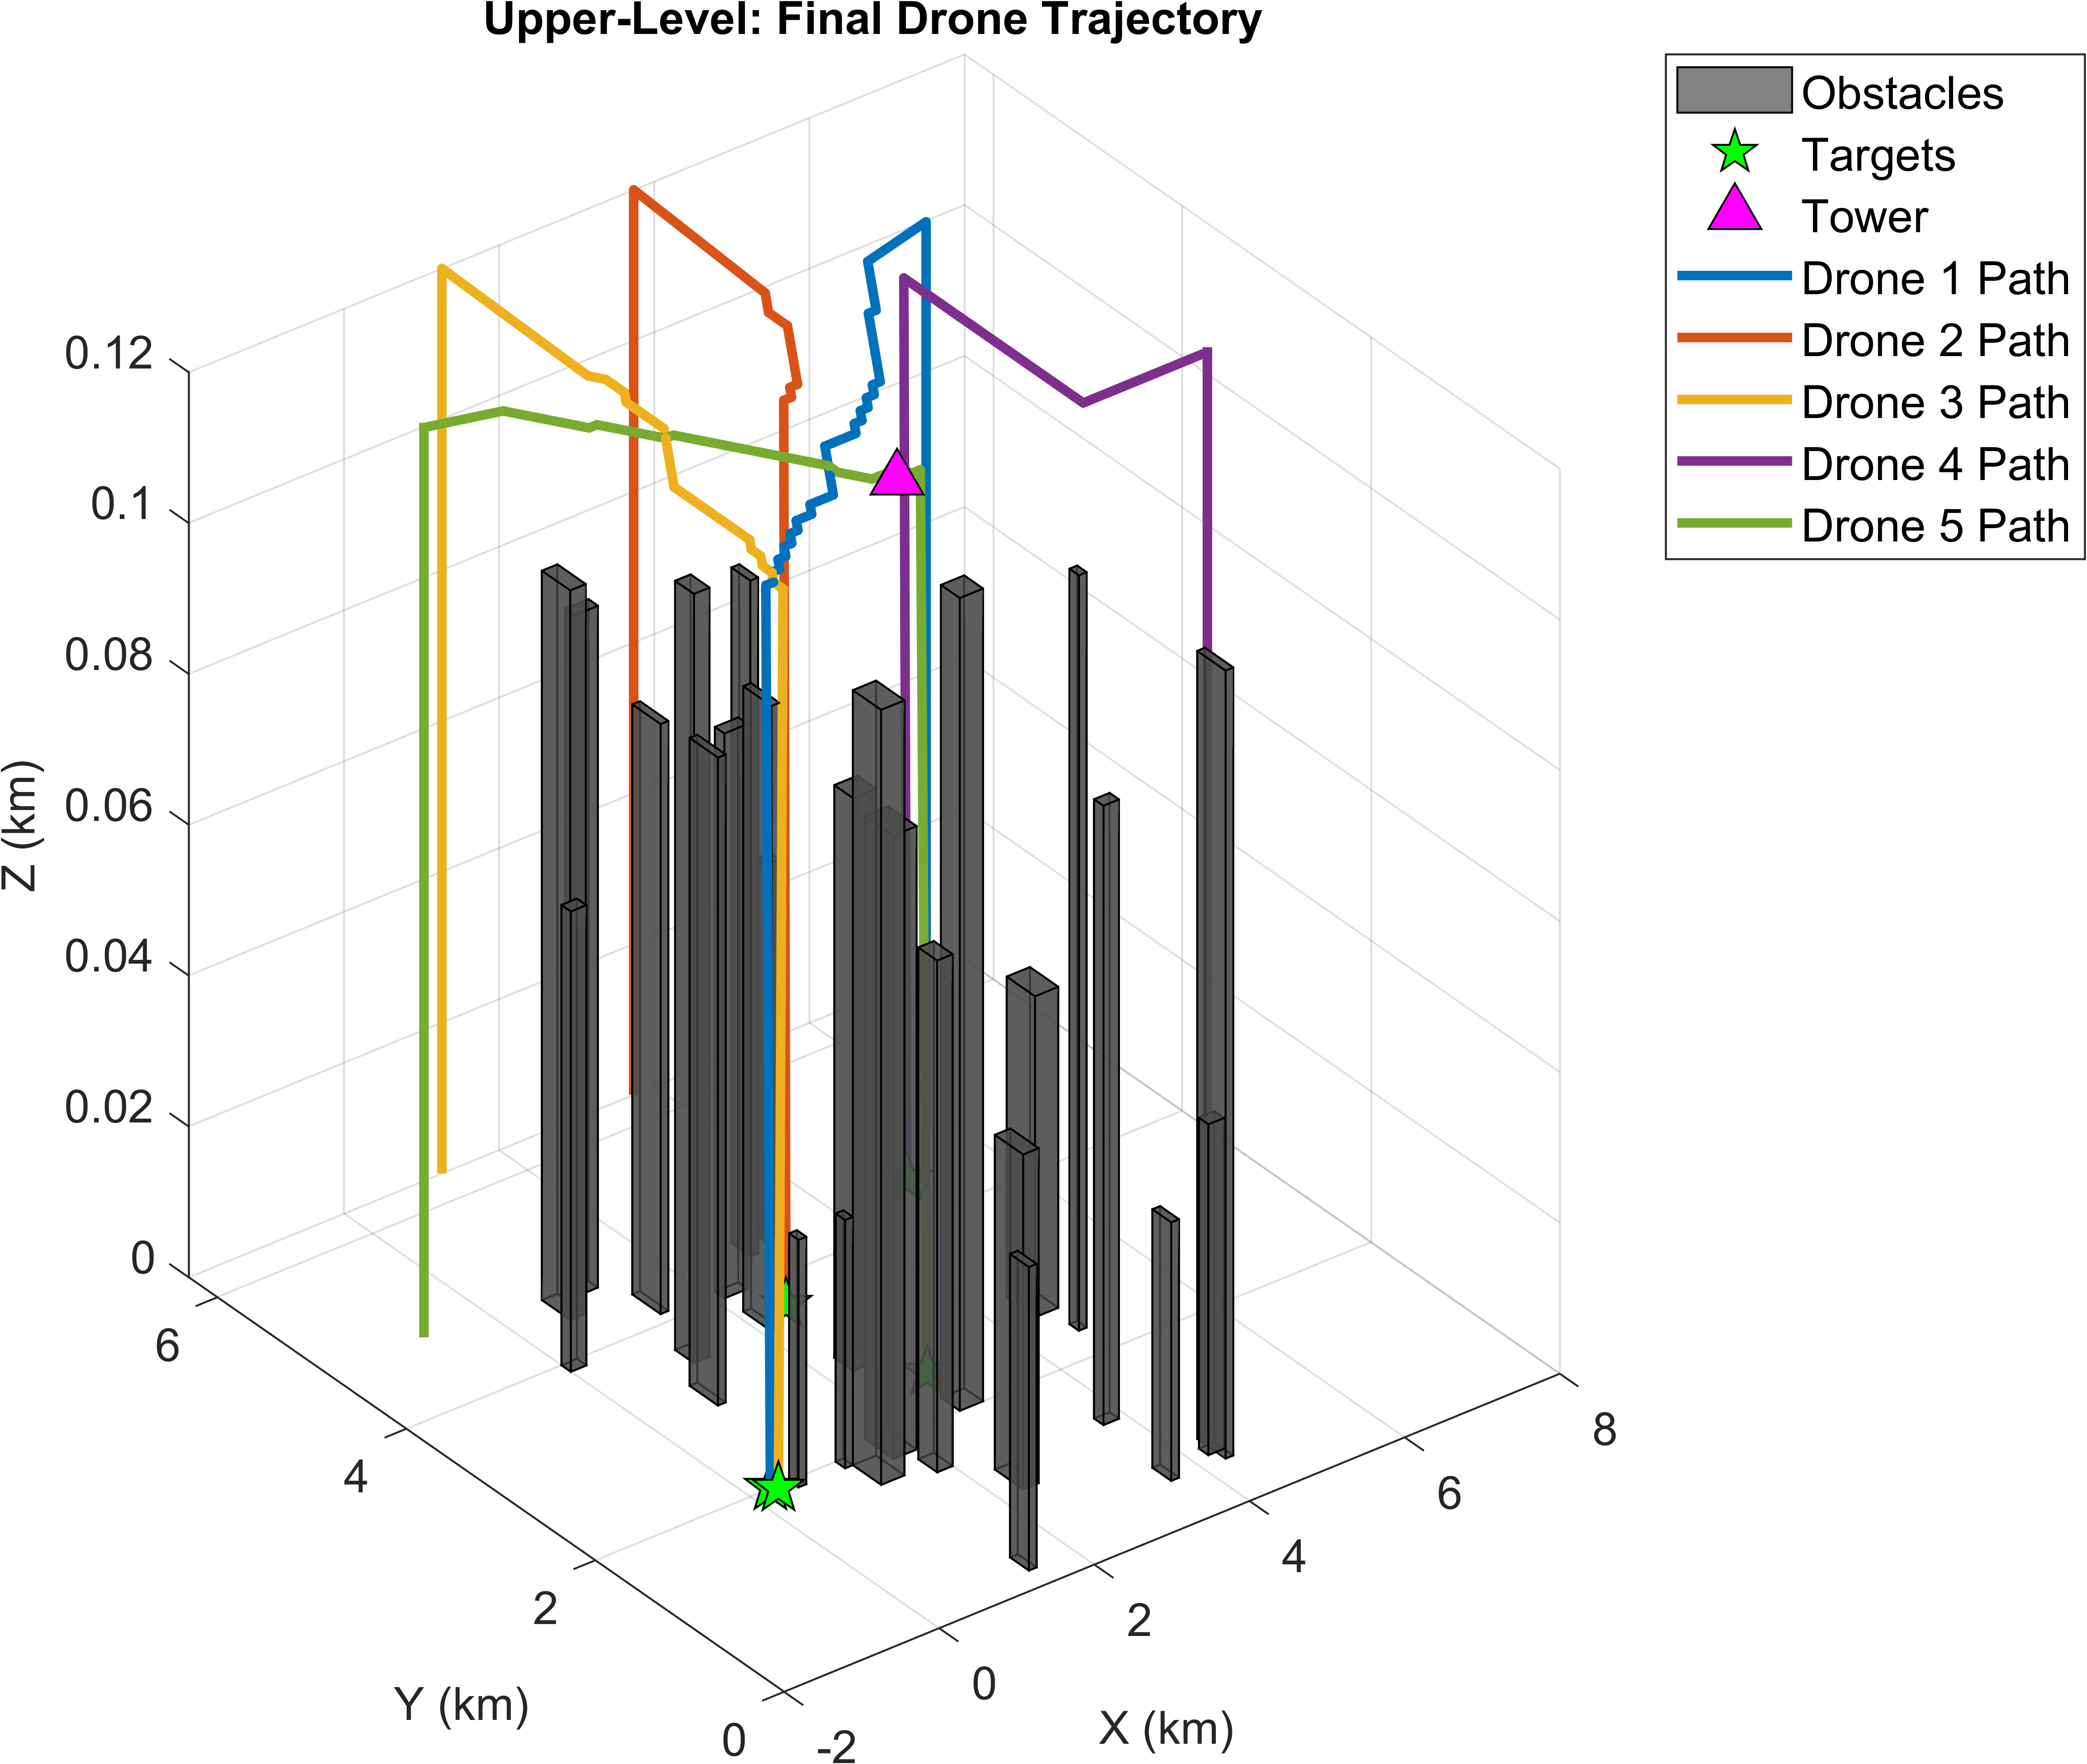 Upper-Level: Final Drone Trajectory
Obstacles
Targets
Tower
Drone 1 Path
Drone 2 Path
Drone 3 Path
Drone 4 Path
Drone 5 Path
0.12
0.1
0.08
0.06
0.04
0.02
0
Z (km)
6
4
2
0
Y (km)
-2
0
2
4
6
8
X (km)